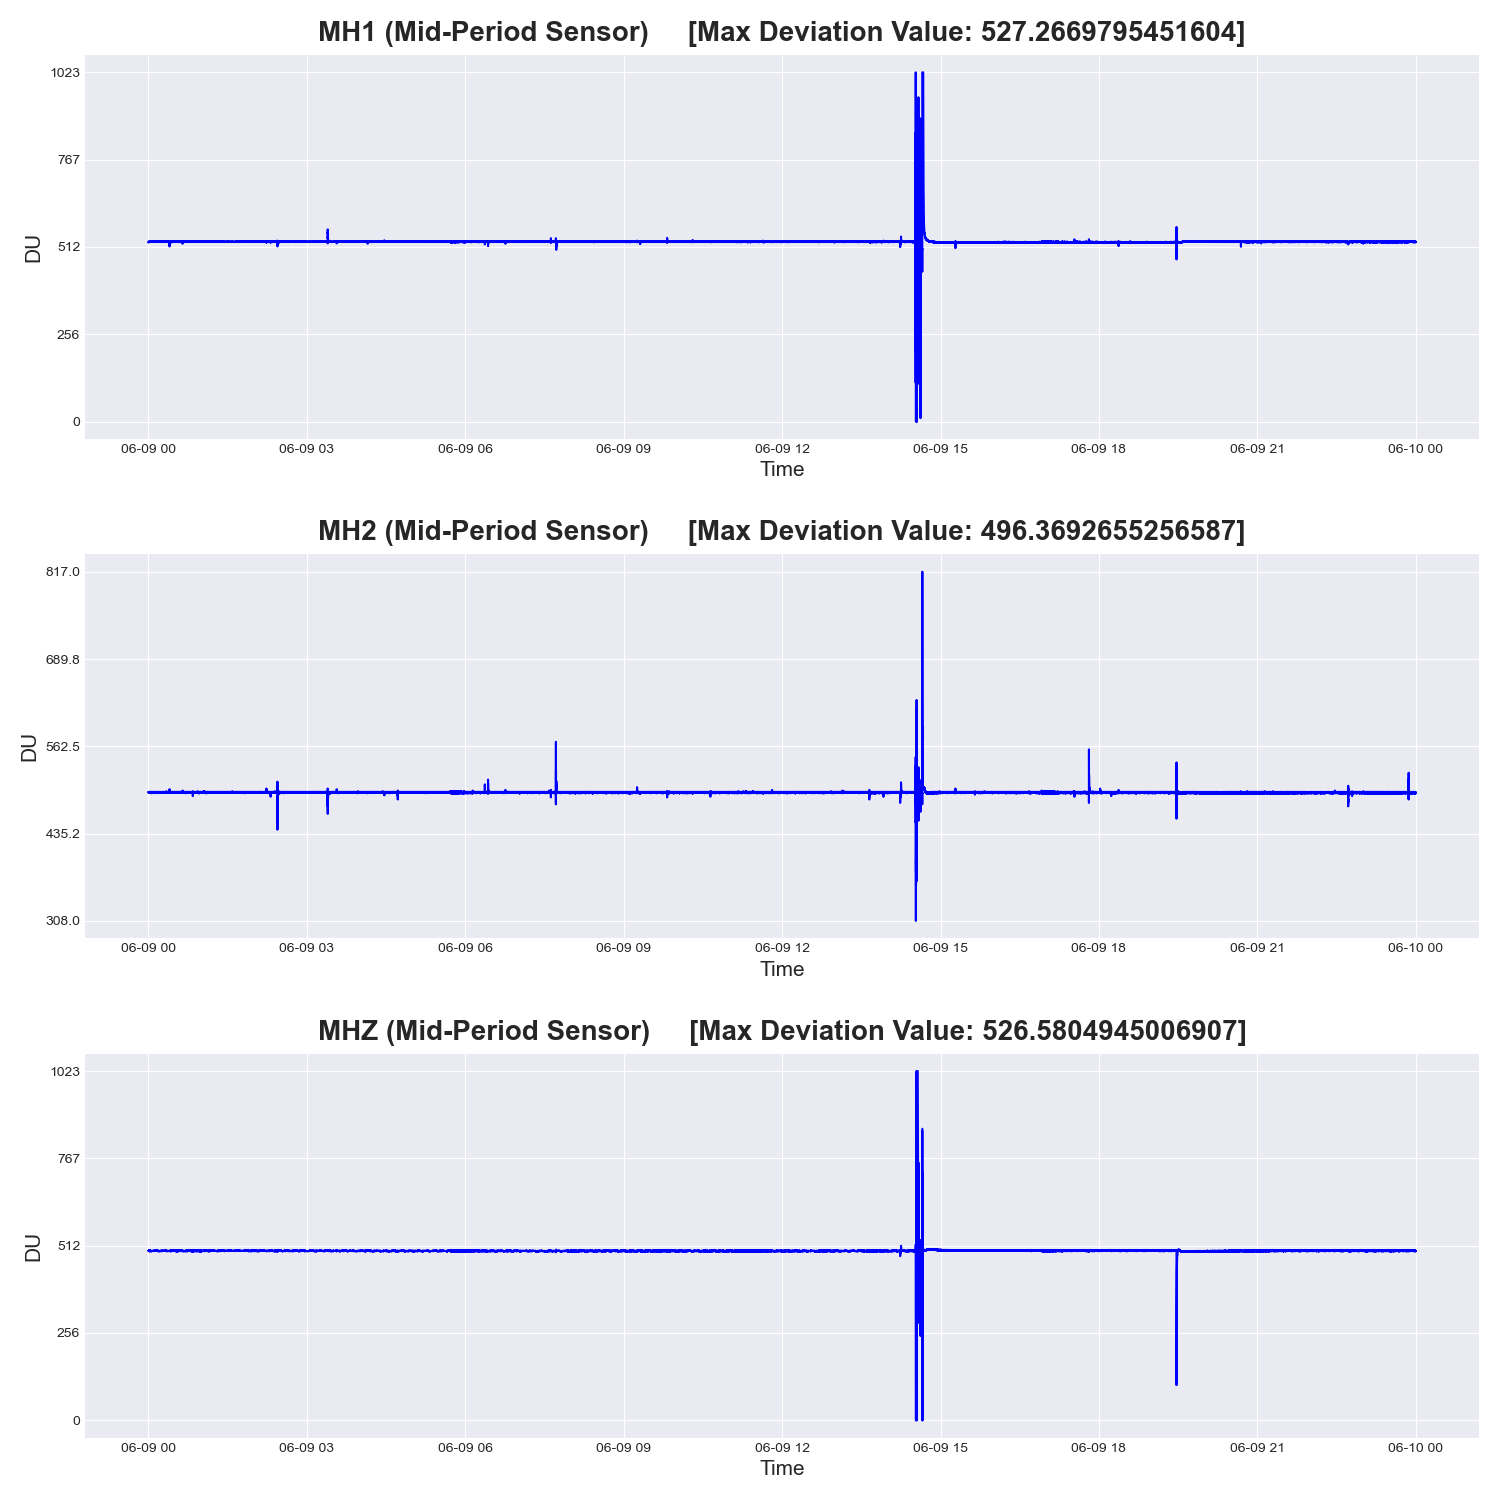 MH1 (Mid-Period Sensor) [Max Deviation Value: 527.2669795451604]
1023
767
512
256
0
DU
06-09 00 06-09 03 06-09 06 06-09 09 06-09 12 06-09 15 06-09 18 06-09 21 06-10 00
Time
MH2 (Mid-Period Sensor) [Max Deviation Value: 496.3692655256587]
817.0
689.8
562.5
435.2
308.0
DU
06-09 00 06-09 03 06-09 06 06-09 09 06-09 12 06-09 15 06-09 18 06-09 21 06-10 00
Time
MHZ (Mid-Period Sensor) [Max Deviation Value: 526.5804945006907]
1023
767
512
256
0
DU
06-09 00 06-09 03 06-09 06 06-09 09 06-09 12 06-09 15 06-09 18 06-09 21 06-10 00
Time